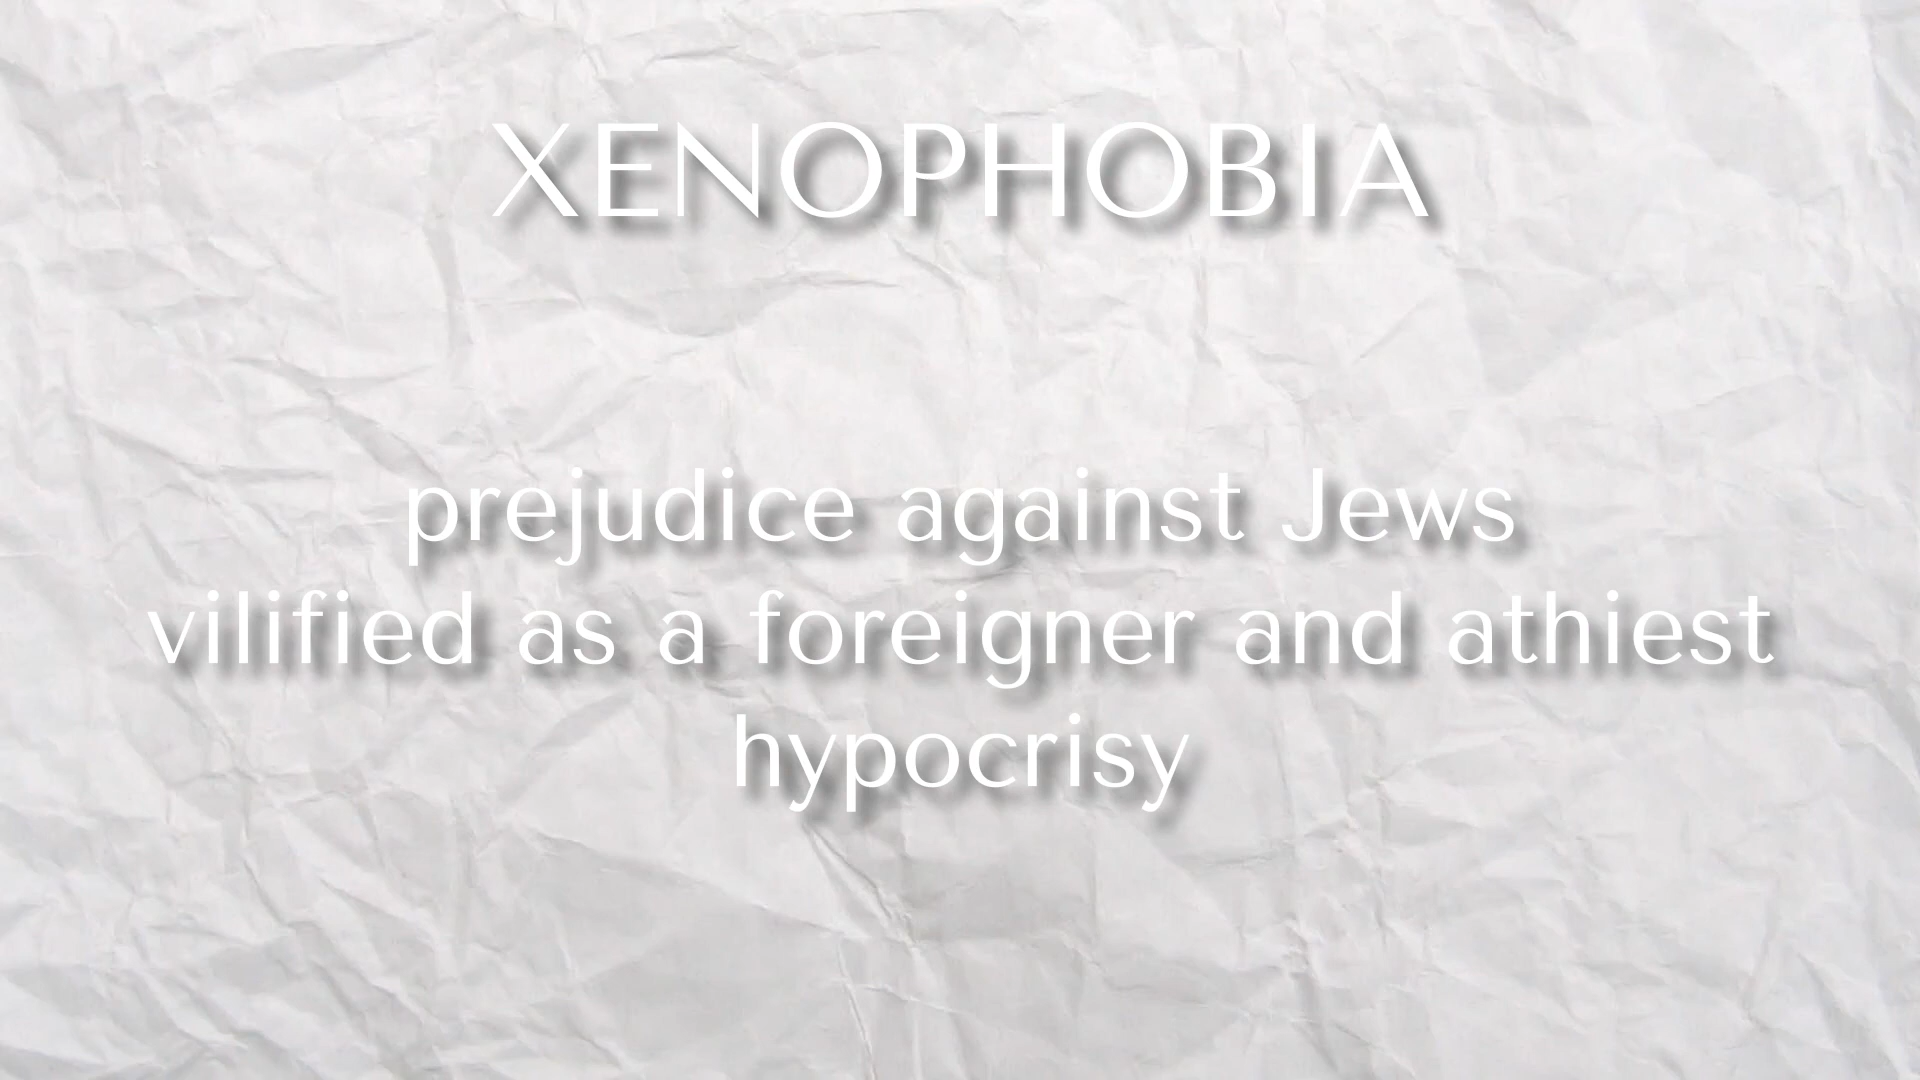 XENOPHOBIA
prejudice against Jews
vilified as a foreigner and athiest
hypocrisy